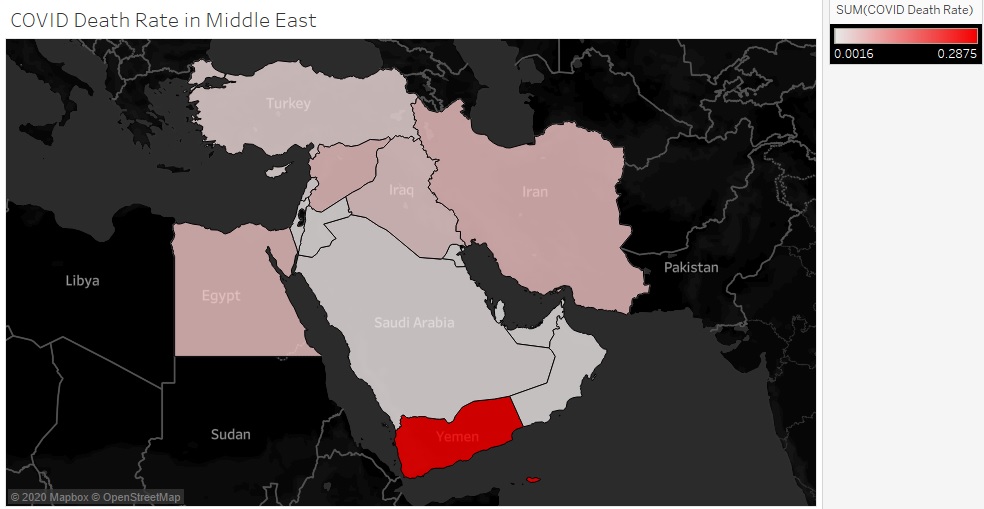 COVID Death Rate in Middle East
SUM(COVID Death Rate)
0.0016 0.2875
Turkey
Iraq
Iran
Libya
Egypt
Pakistan
Saudi Arabia
Sudan
Yemen
© 2020 Mapbox © OpenStreetMap